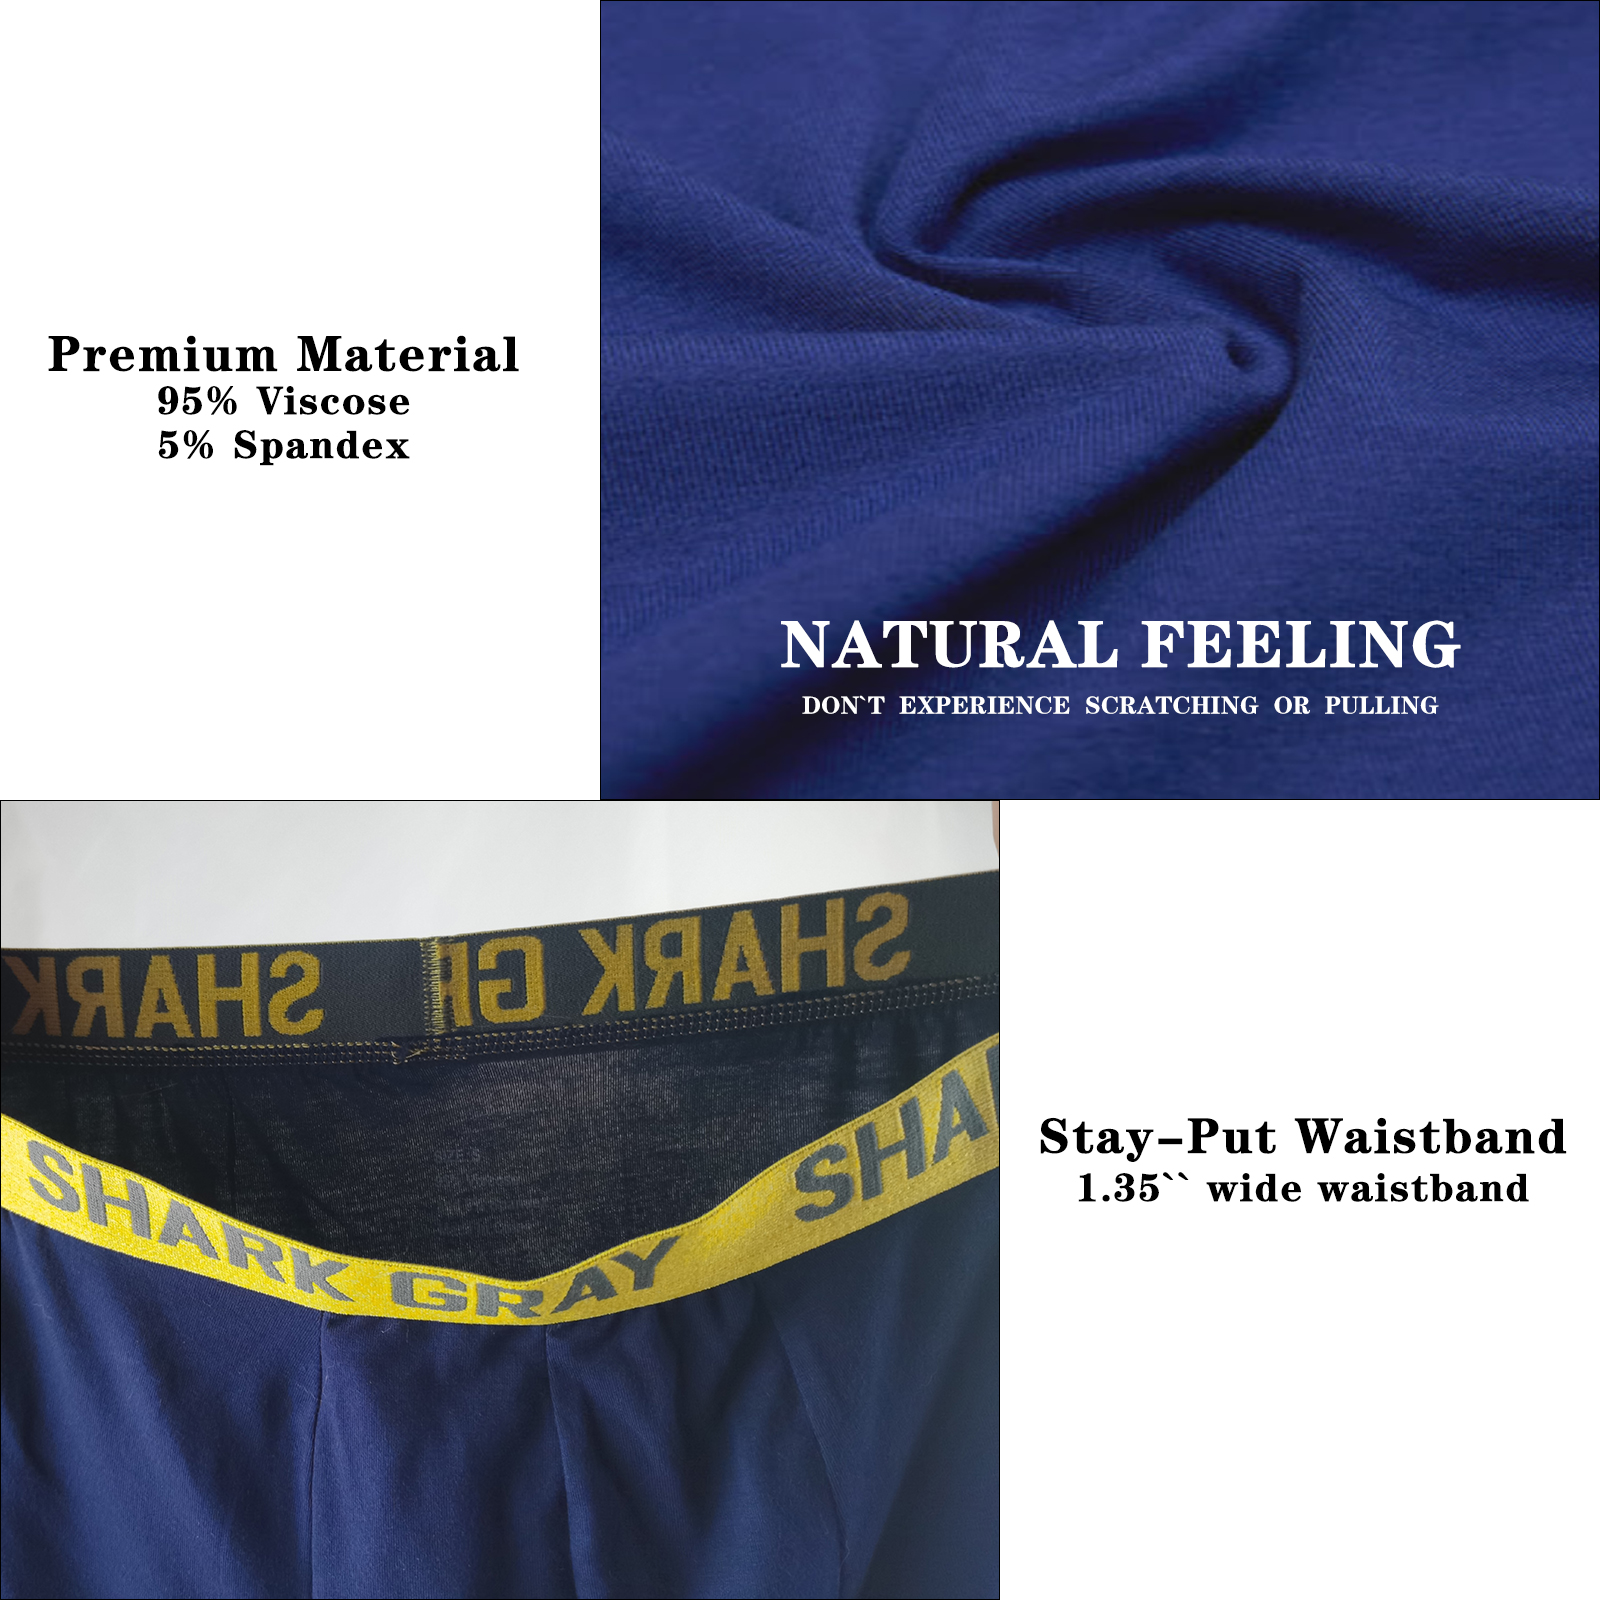 Premium Material
95% Viscose
5% Spandex
NATURAL FEELING
DON`T EXPERIENCE SCRATCHING OR PULLING
SHARK
SHARK GR
SHARK GRAY
SHA
Stay-Put Waistband
1.35`` wide waistband